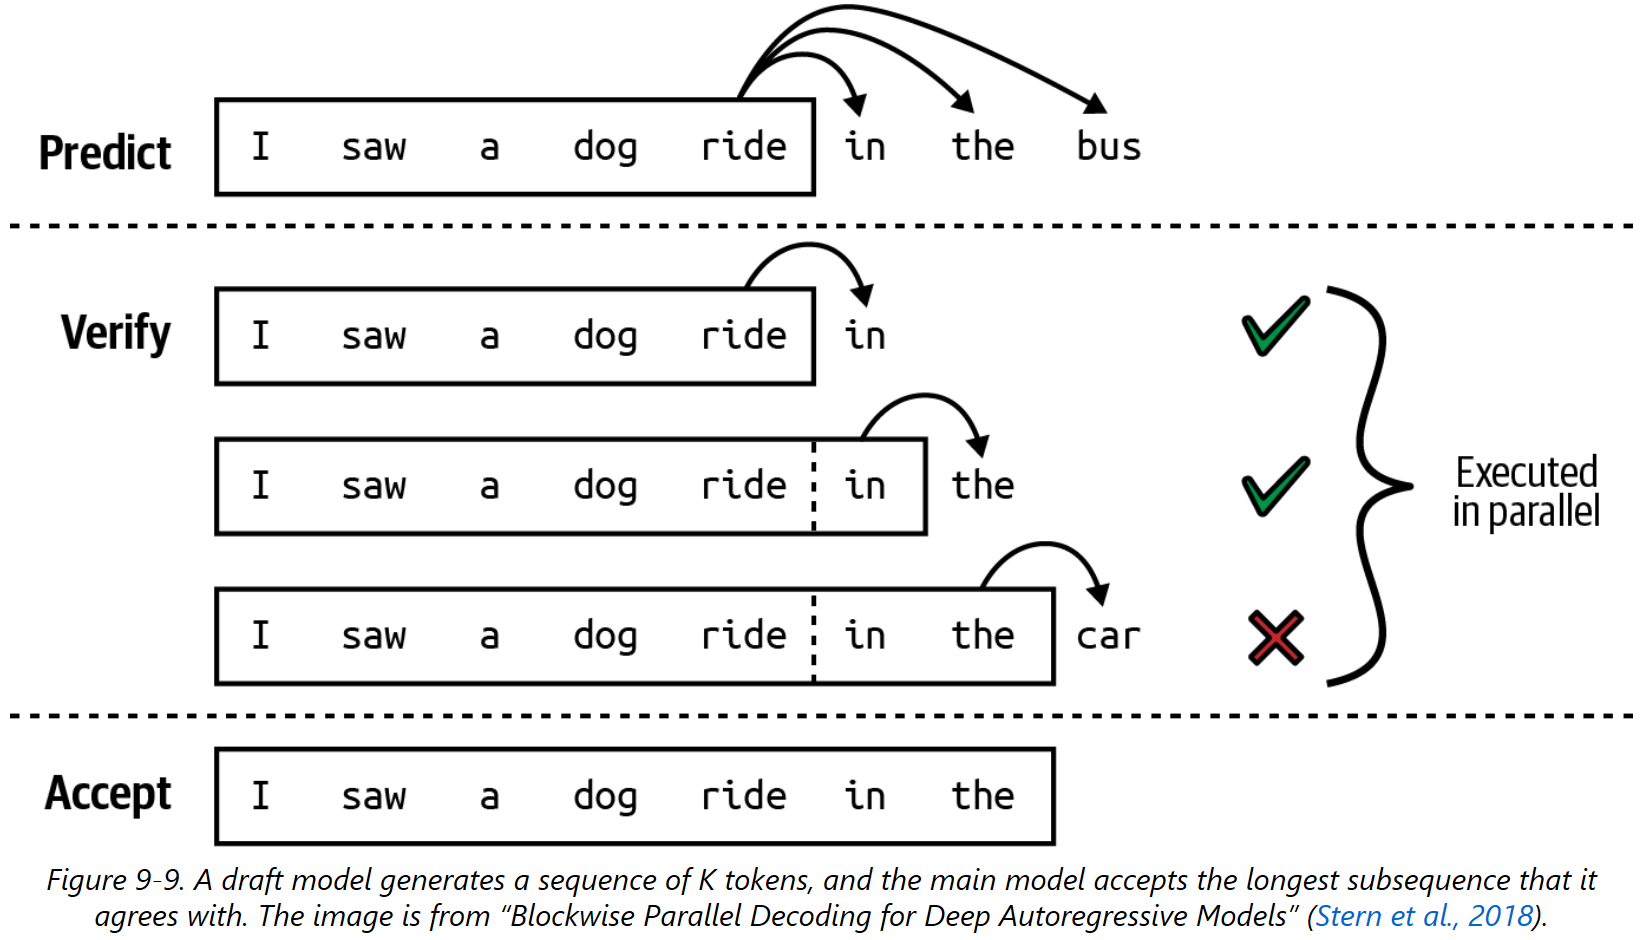 Predict I saw a dog ride in the bus
Verify I saw a dog ride in
I saw a dog ride in the
Executed
in parallel
I saw a dog ride in the car
Accept I saw a dog ride in the
Figure 9-9. A draft model generates a sequence of K tokens, and the main model accepts the longest subsequence that it
agrees with. The image is from “Blockwise Parallel Decoding for Deep Autoregressive Models” (Stern et al., 2018).